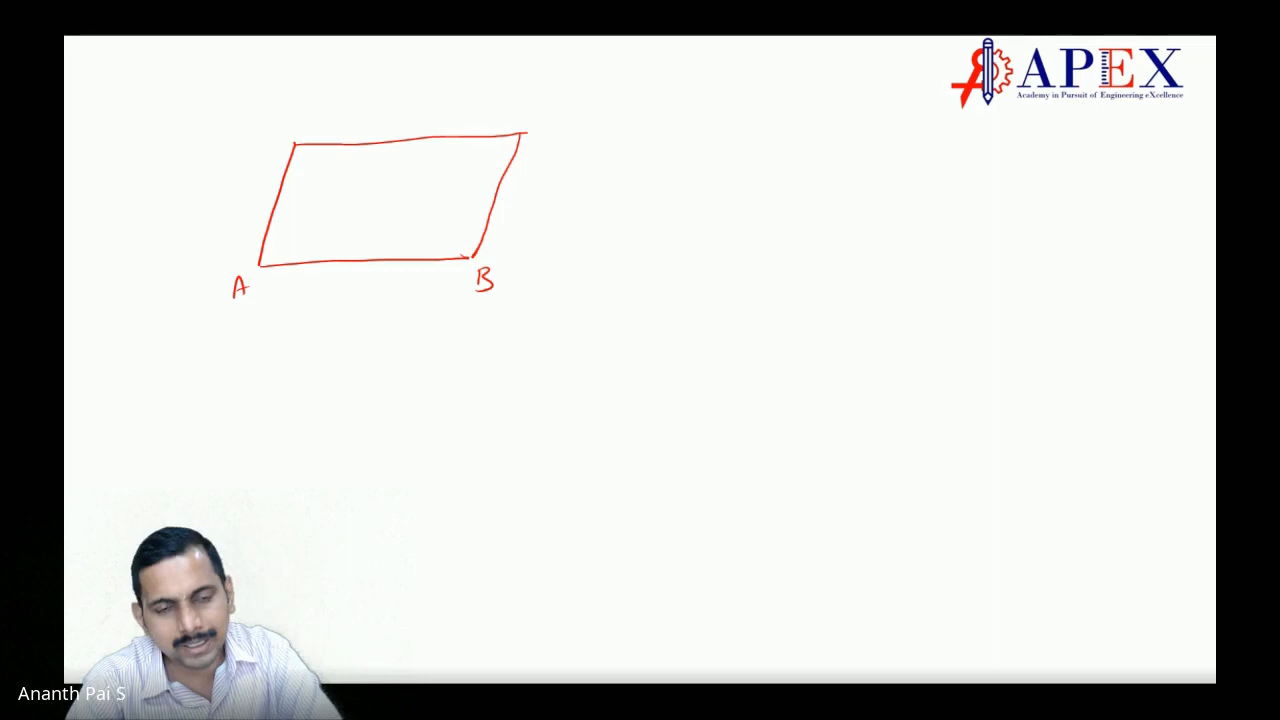 APEX
Academy in Pursuit of Engineering eXcellence
A
B
Ananth Pai S